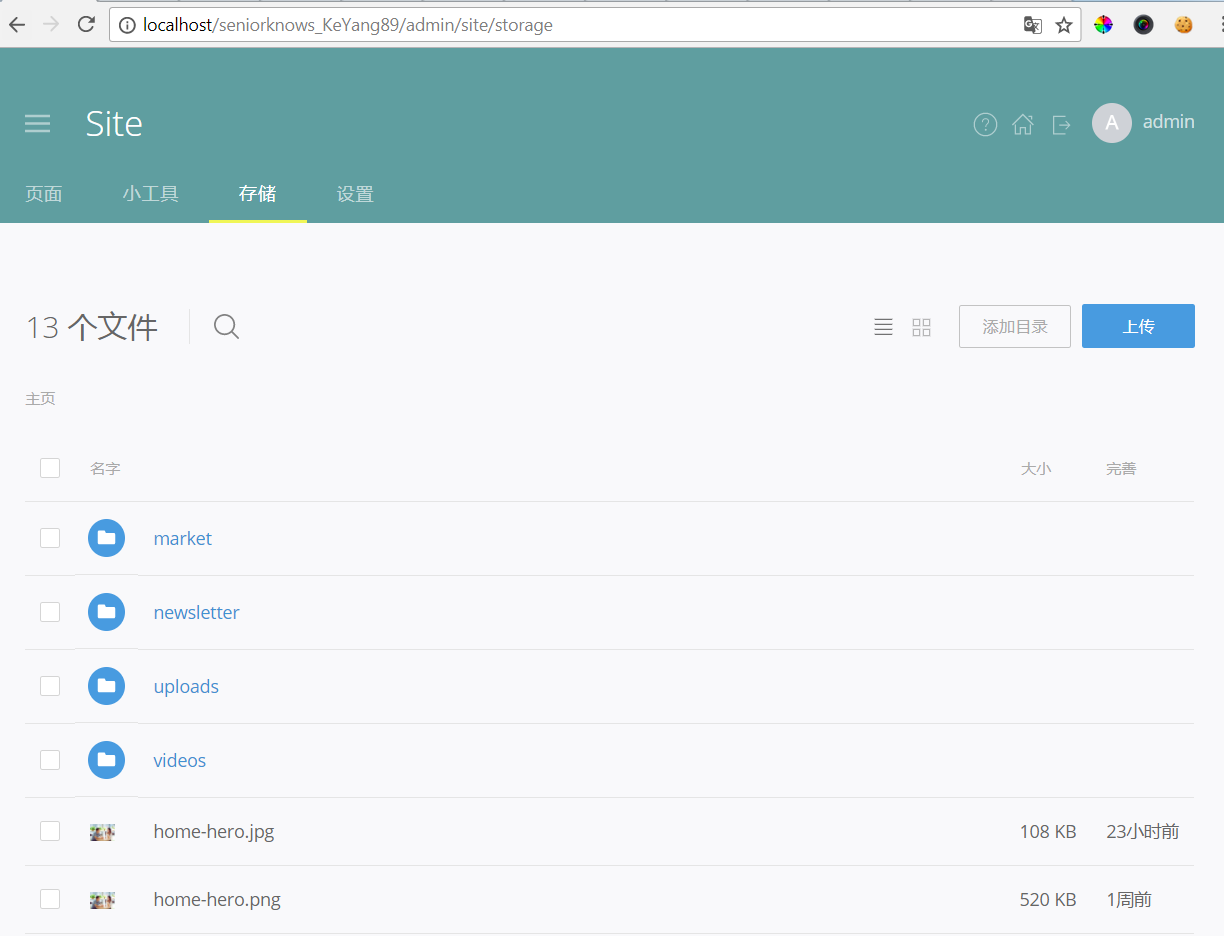 localhost/seniorknows_KeYang89/admin/site/storage
Site
? A admin
页面 小工具 存储 设置
13 个文件 添加目录 上传
主页
名字 大小 完善
market
newsletter
uploads
videos
home-hero.jpg 108 KB 23小时前
home-hero.png 520 KB 1周前